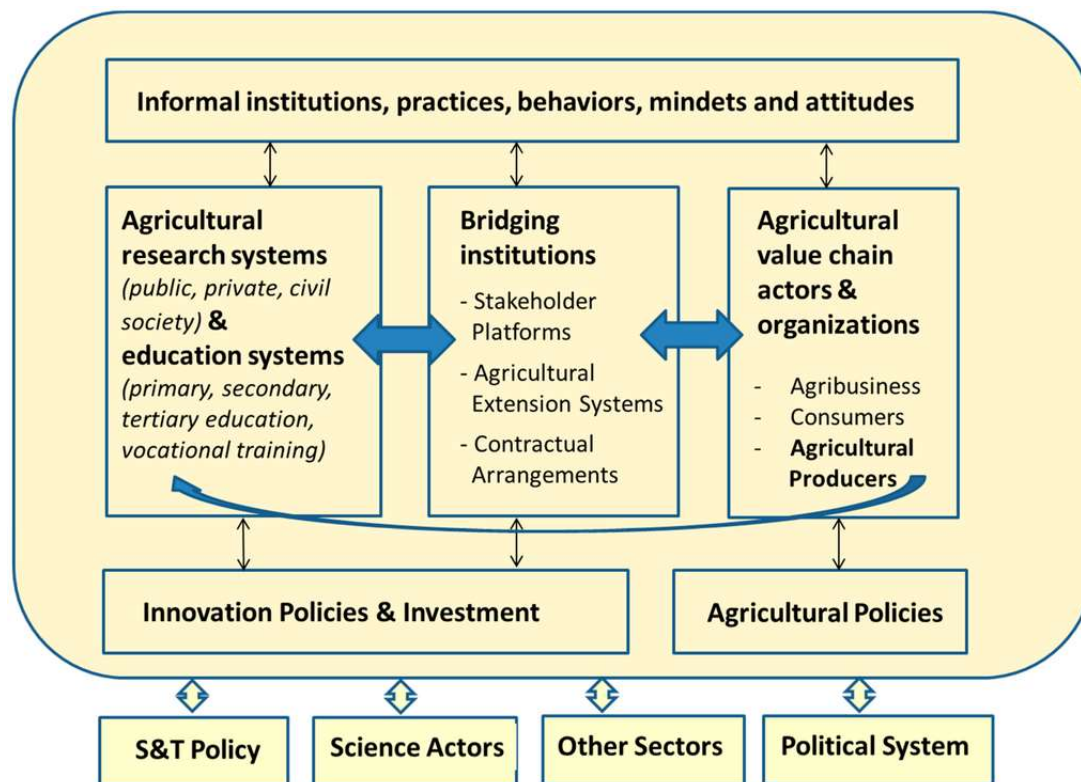 Informal institutions, practices, behaviors, mindets and attitudes
Agricultural
research systems
(public, private, civil
society) &
education systems
(primary, secondary,
tertiary education,
vocational training)
Bridging
institutions
- Stakeholder
Platforms
- Agricultural
Extension Systems
- Contractual
Arrangements
Agricultural
value chain
actors &
organizations
- Agribusiness
- Consumers
- Agricultural
Producers
Innovation Policies & Investment
Agricultural Policies
S&T Policy
Science Actors
Other Sectors
Political System